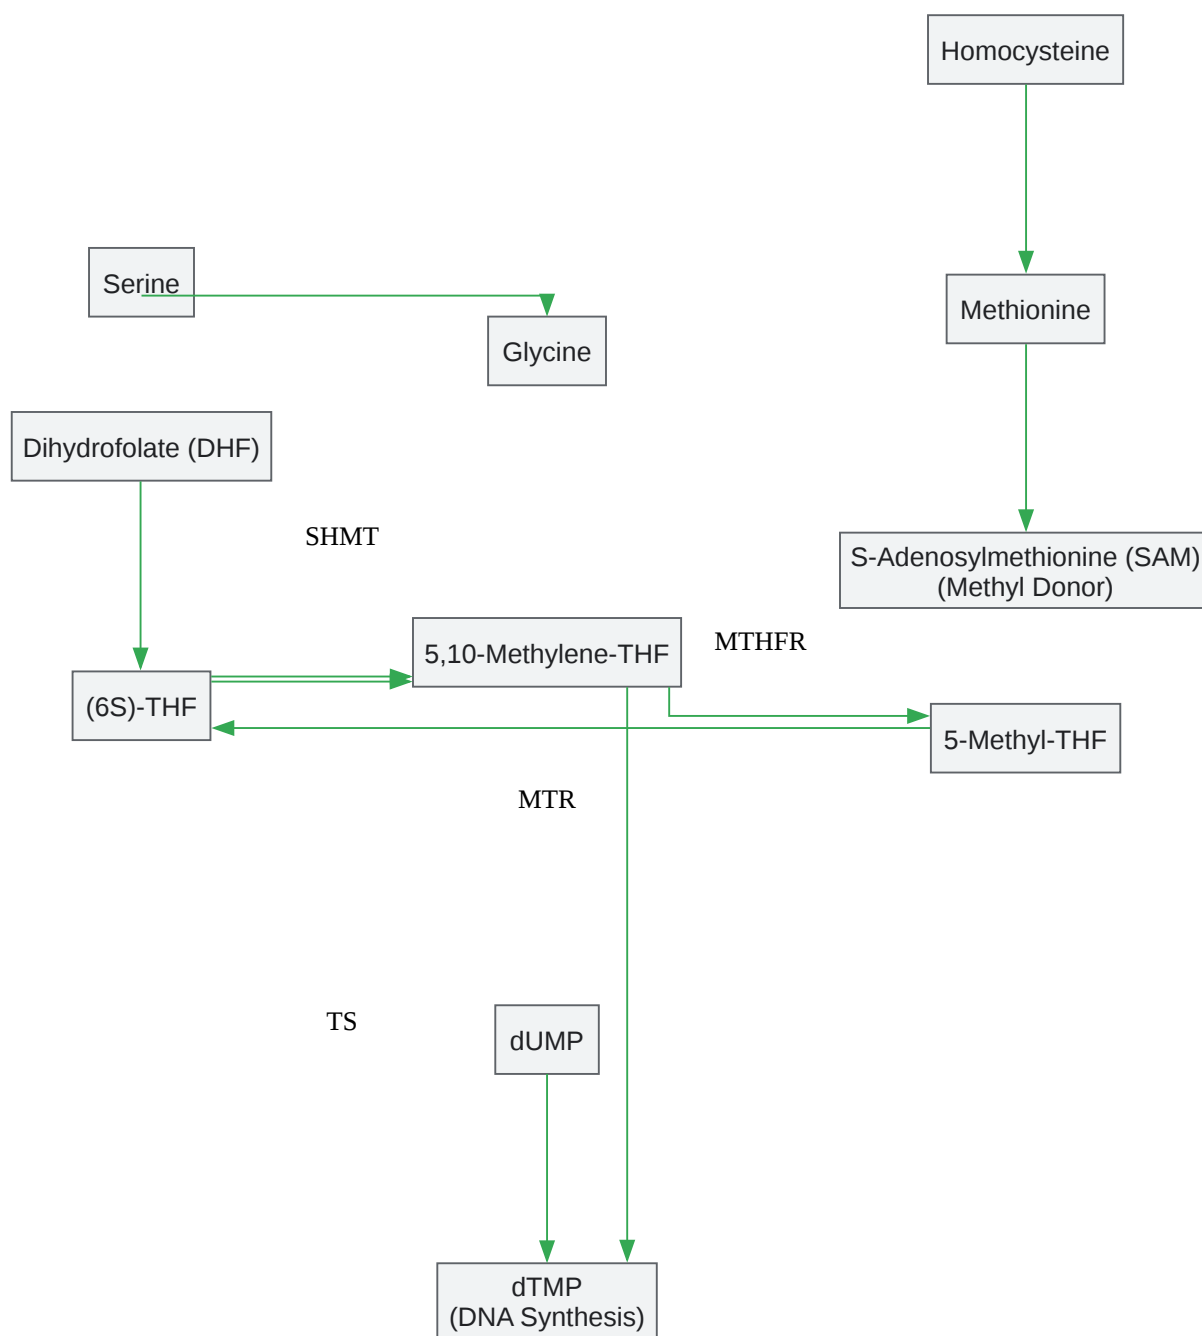 Homocysteine
Serine
Methionine
Glycine
Dihydrofolate (DHF)
SHMT
S-Adenosylmethionine (SAM)
(Methyl Donor)
5,10-Methylene-THF
MTHFR
(6S)-THF
5-Methyl-THF
MTR
TS
dUMP
dTMP
(DNA Synthesis)